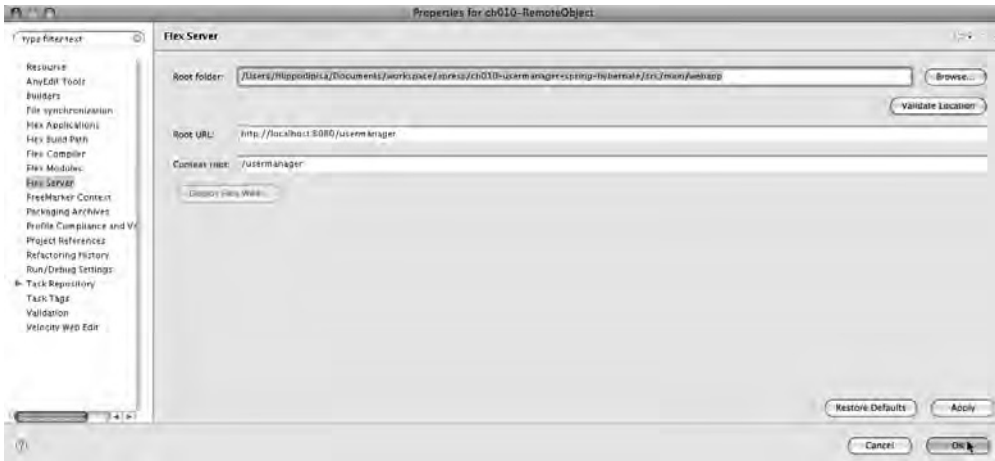 Properties for ch010-RemoteObject
type filter text
Flex Server
Resource
AnyEdit Tools
Builders
File synchronization
Flex Applications
Flex Build Path
Flex Compiler
Flex Modules
Flex Server
FreeMarker Context
Packaging Archives
Profile Compliance and Va
Project References
Refactoring History
Run/Debug Settings
Task Repository
Task Tags
Validation
Velocity Web Edit
Root folder: /Users/filippodipisa/Documents/workspace/xpress/ch010-usermanager-spring-hybernate/src/main/webapp
Browse...
Validate Location
Root URL: http://localhost:8080/usermanager
Context root: /usermanager
Restore Defaults
Apply
Cancel
OK